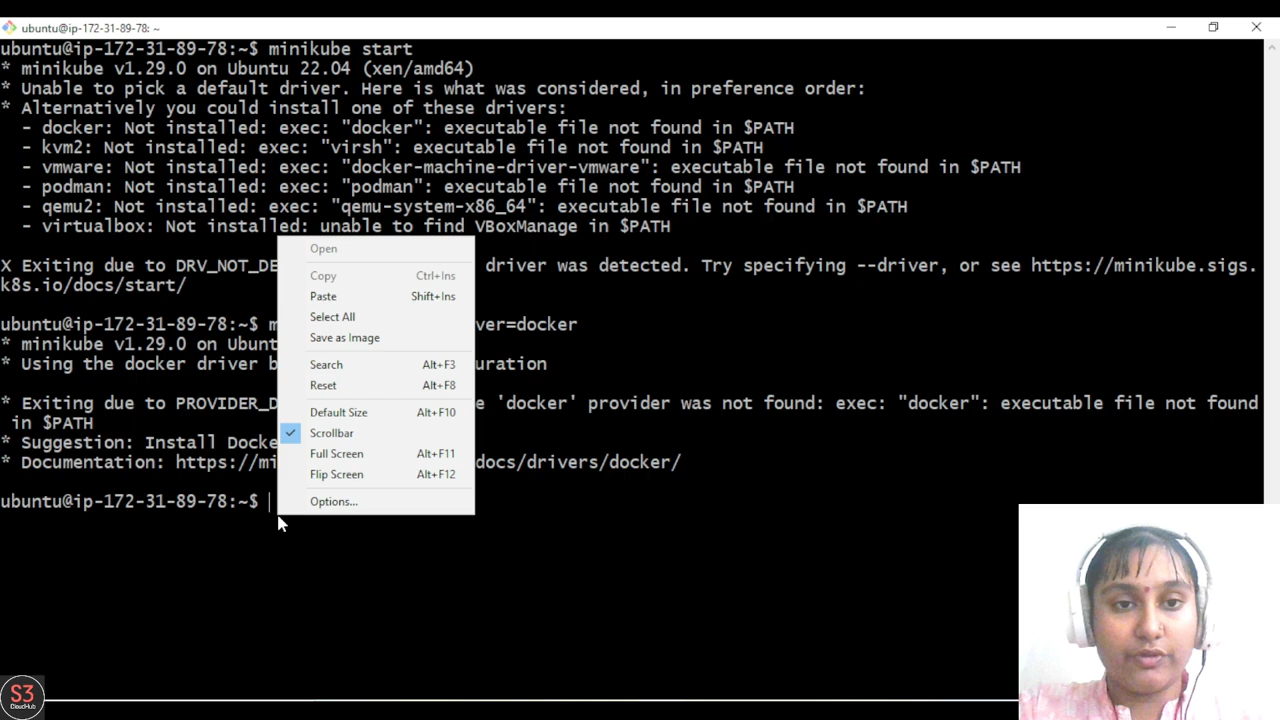 ubuntu@ip-172-31-89-78: ~
ubuntu@ip-172-31-89-78:~$ minikube start
* minikube v1.29.0 on Ubuntu 22.04 (xen/amd64)
* Unable to pick a default driver. Here is what was considered, in preference order:
* Alternatively you could install one of these drivers:
- docker: Not installed: exec: "docker": executable file not found in $PATH
- kvm2: Not installed: exec: "virsh": executable file not found in $PATH
- vmware: Not installed: exec: "docker-machine-driver-vmware": executable file not found in $PATH
- podman: Not installed: exec: "podman": executable file not found in $PATH
- qemu2: Not installed: exec: "qemu-system-x86_64": executable file not found in $PATH
- virtualbox: Not installed: unable to find VBoxManage in $PATH
X Exiting due to DRV_NOT_DE driver was detected. Try specifying --driver, or see https://minikube.sigs.
k8s.io/docs/start/
ubuntu@ip-172-31-89-78:~$ m ver=docker
* minikube v1.29.0 on Ubunt
* Using the docker driver b uration
* Exiting due to PROVIDER_D e 'docker' provider was not found: exec: "docker": executable file not found
in $PATH
* Suggestion: Install Docke
* Documentation: https://mi docs/drivers/docker/
ubuntu@ip-172-31-89-78:~$
Open
Copy Ctrl+Ins
Paste Shift+Ins
Select All
Save as Image
Search Alt+F3
Reset Alt+F8
Default Size Alt+F10
Scrollbar
Full Screen Alt+F11
Flip Screen Alt+F12
Options...
S3
CloudHub